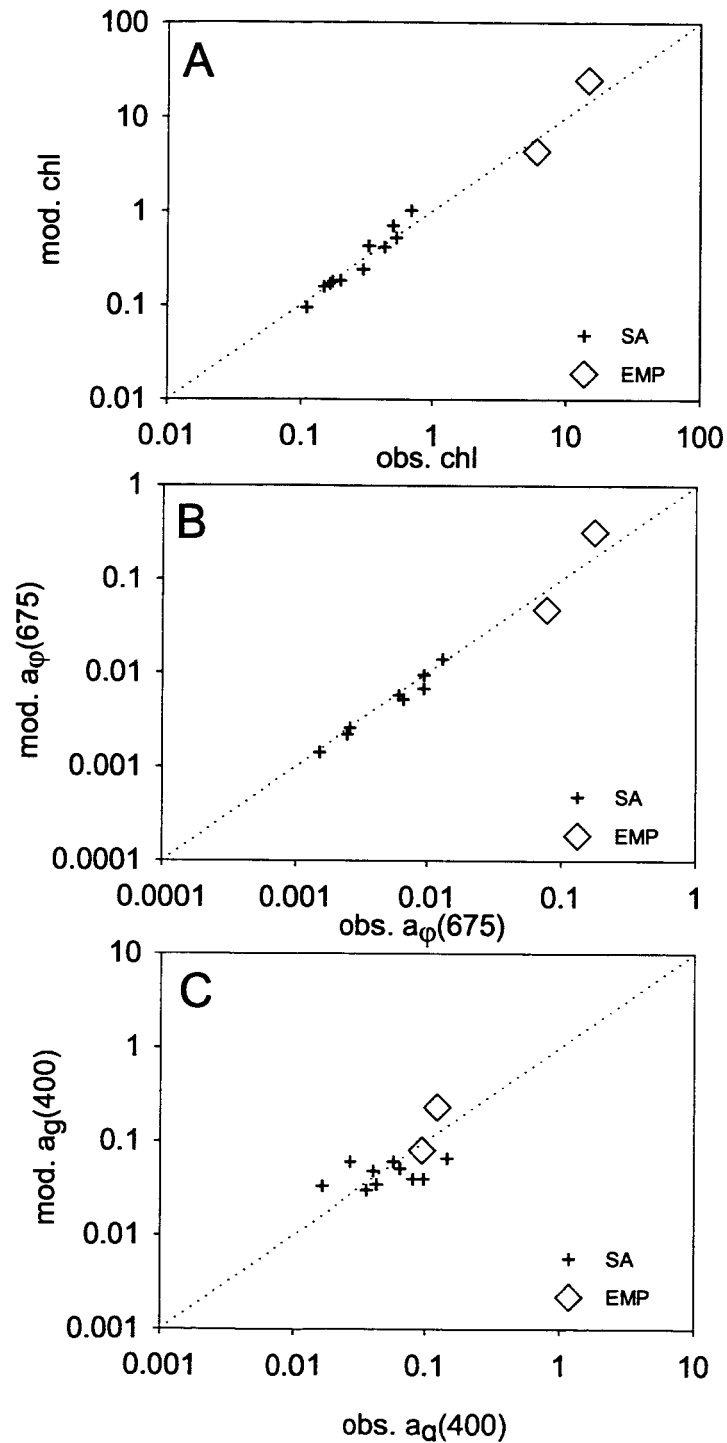 A
mod. chl
100
10
1
0.1
0.01
SA
EMP
0.01 0.1 1 10 100
obs. chl
B
mod. aφ(675)
1
0.1
0.01
0.001
0.0001
SA
EMP
0.0001 0.001 0.01 0.1 1
obs. aφ(675)
C
mod. ag(400)
10
1
0.1
0.01
0.001
SA
EMP
0.001 0.01 0.1 1 10
obs. ag(400)